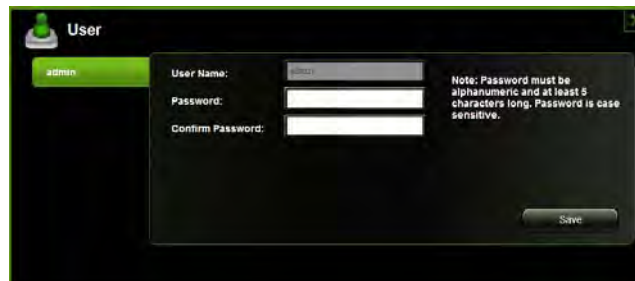 User
admin
User Name:
admin
Password:
Confirm Password:
Note: Password must be
alphanumeric and at least 5
characters long. Password is case
sensitive.
Save